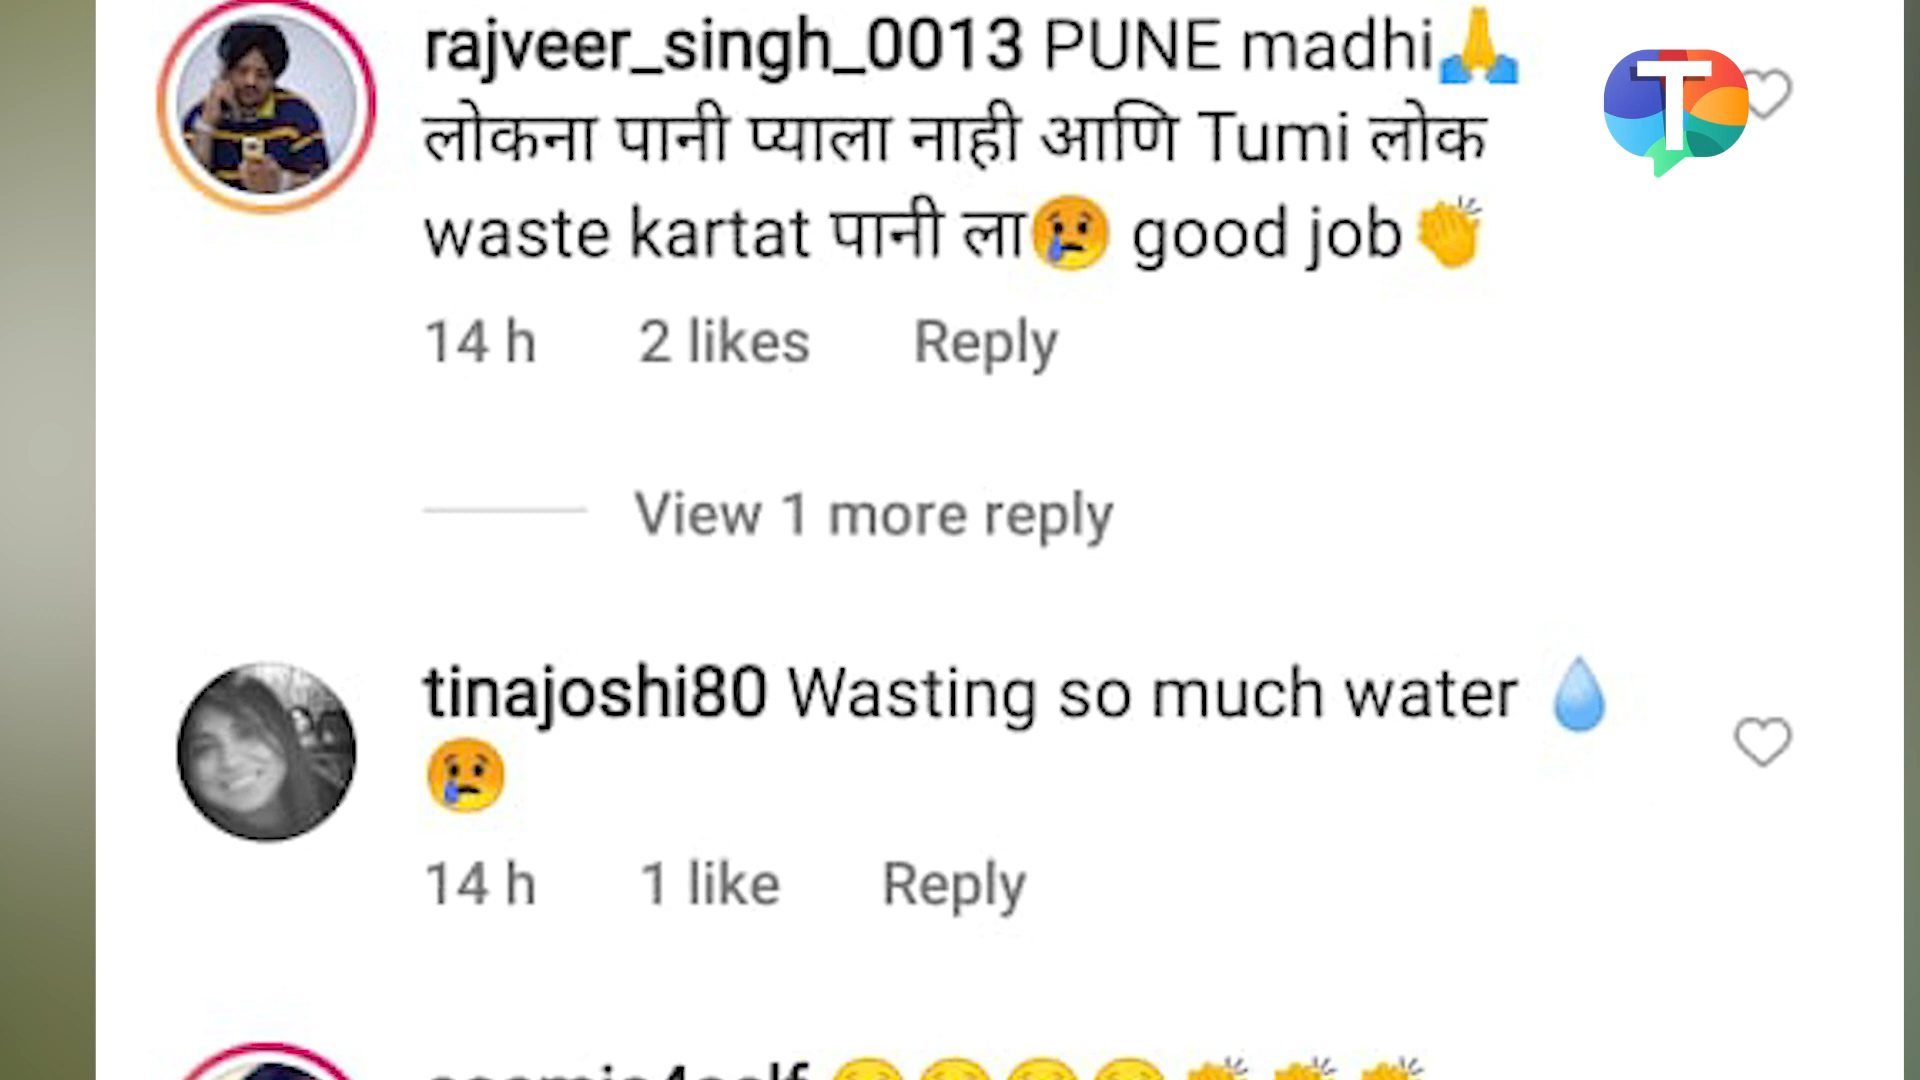 rajveer_singh_0013 PUNE madhi🙏
लोकना पानी प्याला नाही आणि Tumi लोक
waste kartat पानी ला😢 good job👏
14 h 2 likes Reply
View 1 more reply
tinajoshi80 Wasting so much water 💧
😢
14 h 1 like Reply
T